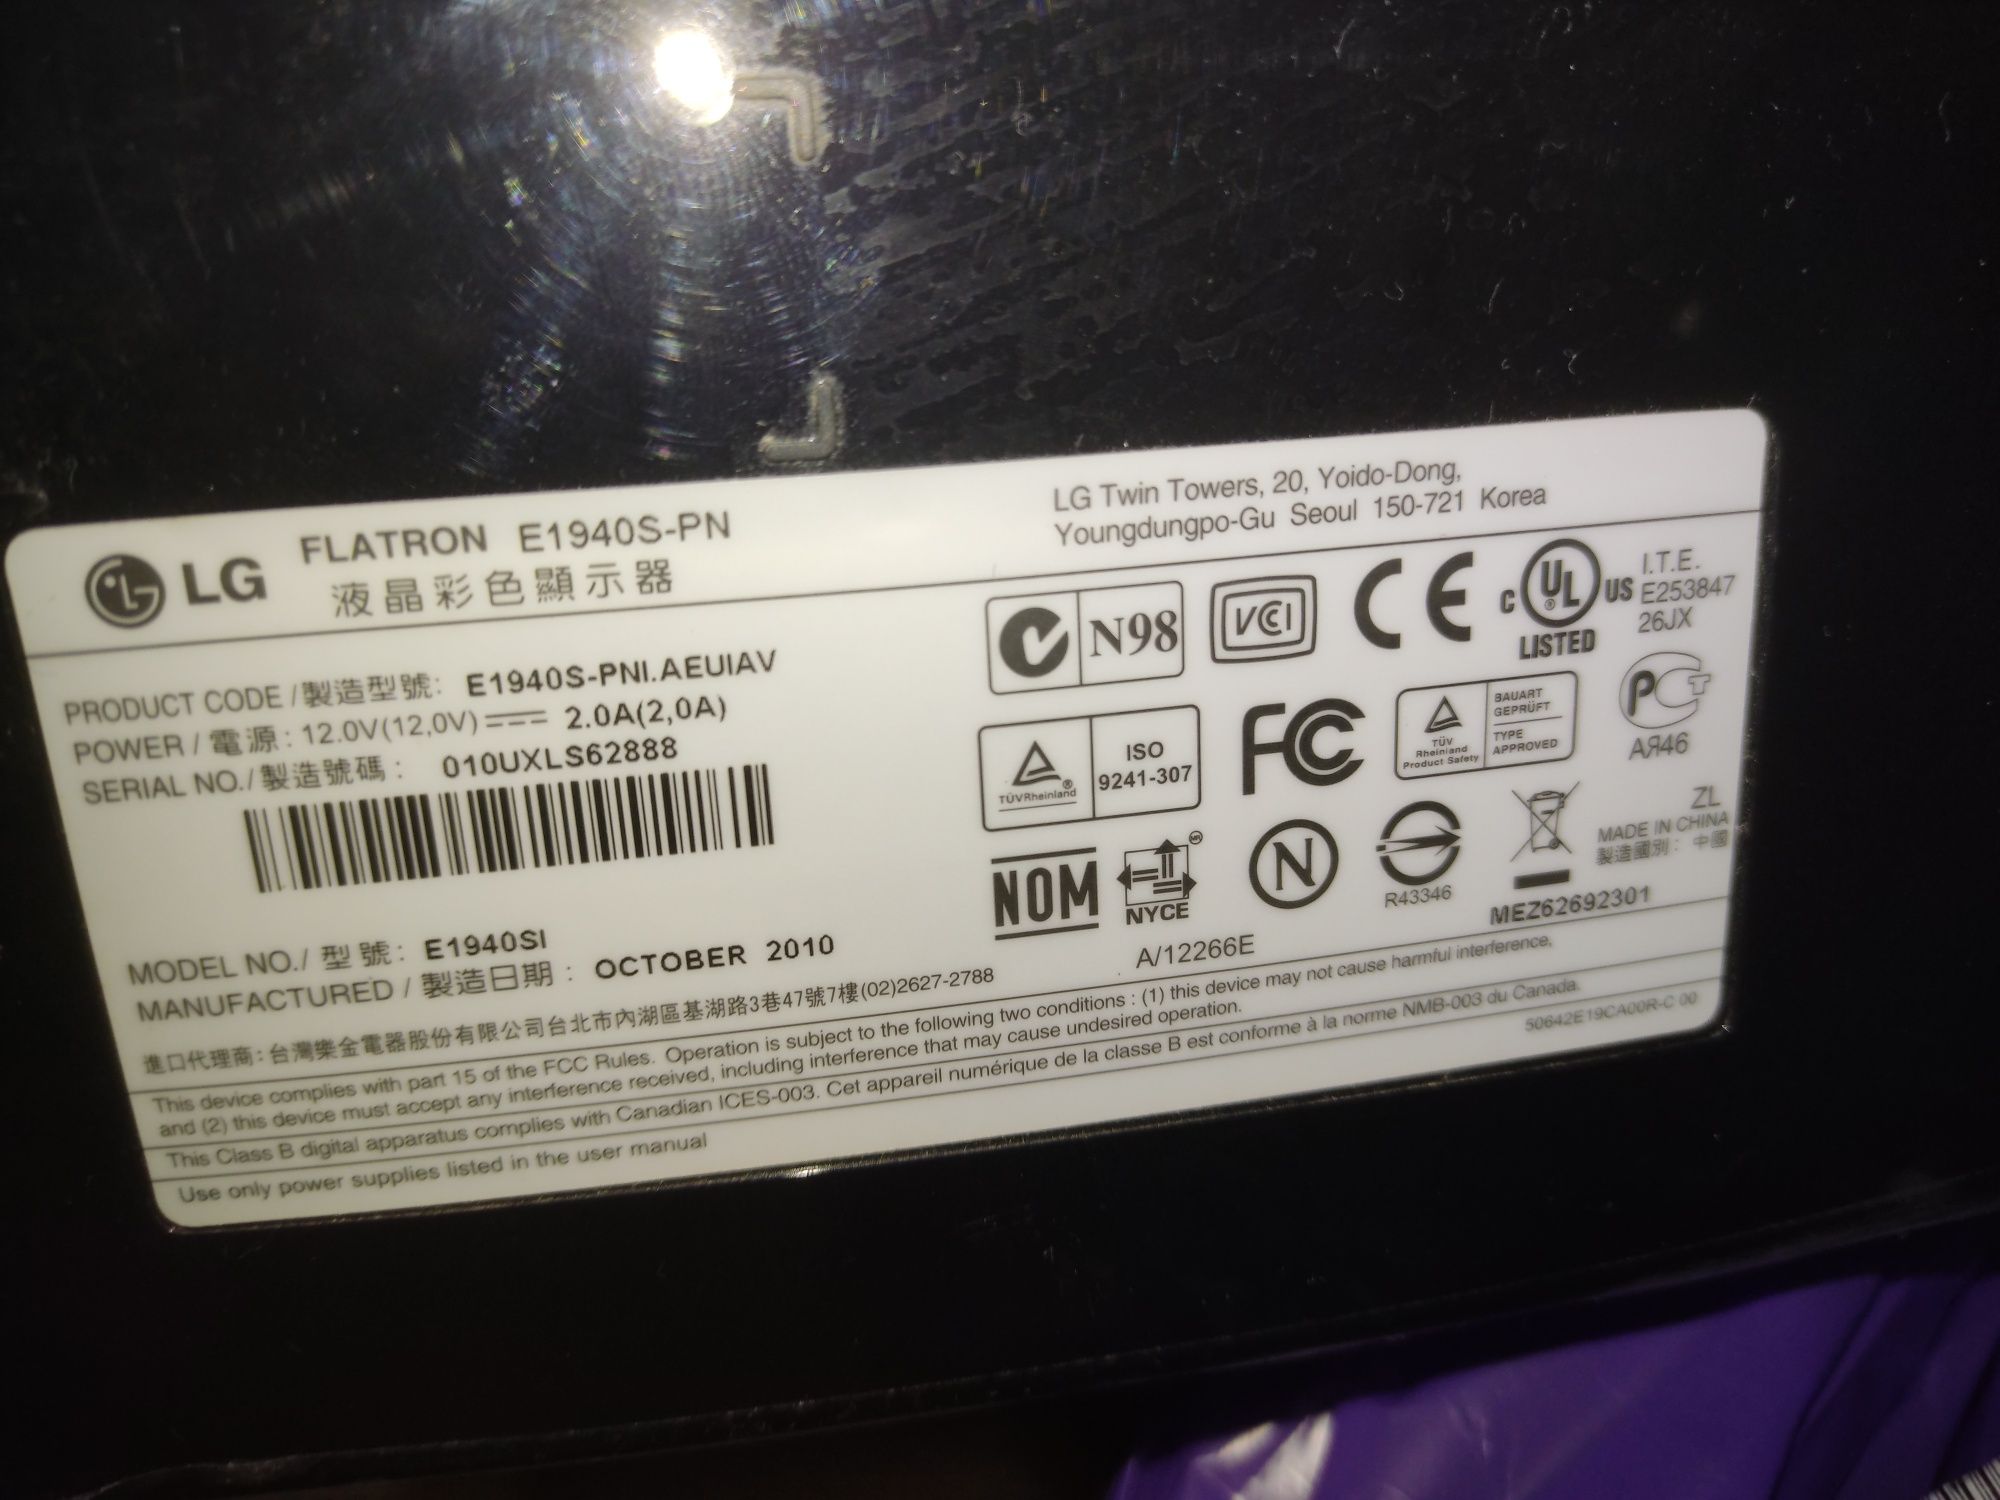 LG
FLATRON E1940S-PN
液晶彩色顯示器
LG Twin Towers, 20, Yoido-Dong,
Youngdungpo-Gu Seoul 150-721 Korea
PRODUCT CODE /製造型號: E1940S-PNI.AEUIAV
POWER / 電源: 12.0V(12,0V) 2.0A(2,0A)
SERIAL NO./製造號碼: 010UXLS62888
MODEL NO./ 型號: E1940SI
MANUFACTURED / 製造日期: OCTOBER 2010
進口代理商: 台灣樂金電器股份有限公司台北市內湖區基湖路3巷47號7樓(02)2627-2788
N98
VCCI
CE
C UL ® US
LISTED
I.T.E.
E253847
26JX
TÜVRheinland ®
ISO
9241-307
FC
TÜV
Rheinland
Product Safety
BAUART
GEPRÜFT
TYPE
APPROVED
PCT
АЯ46
NOM
NYCE MR
N
R43346
ZL
MADE IN CHINA
製造國別: 中國
MEZ62692301
A/12266E
This device complies with part 15 of the FCC Rules. Operation is subject to the following two conditions : (1) this device may not cause harmful interference,
and (2) this device must accept any interference received, including interference that may cause undesired operation.
This Class B digital apparatus complies with Canadian ICES-003. Cet appareil numérique de la classe B est conforme à la norme NMB-003 du Canada.
Use only power supplies listed in the user manual
50642E19CA00R-C 00